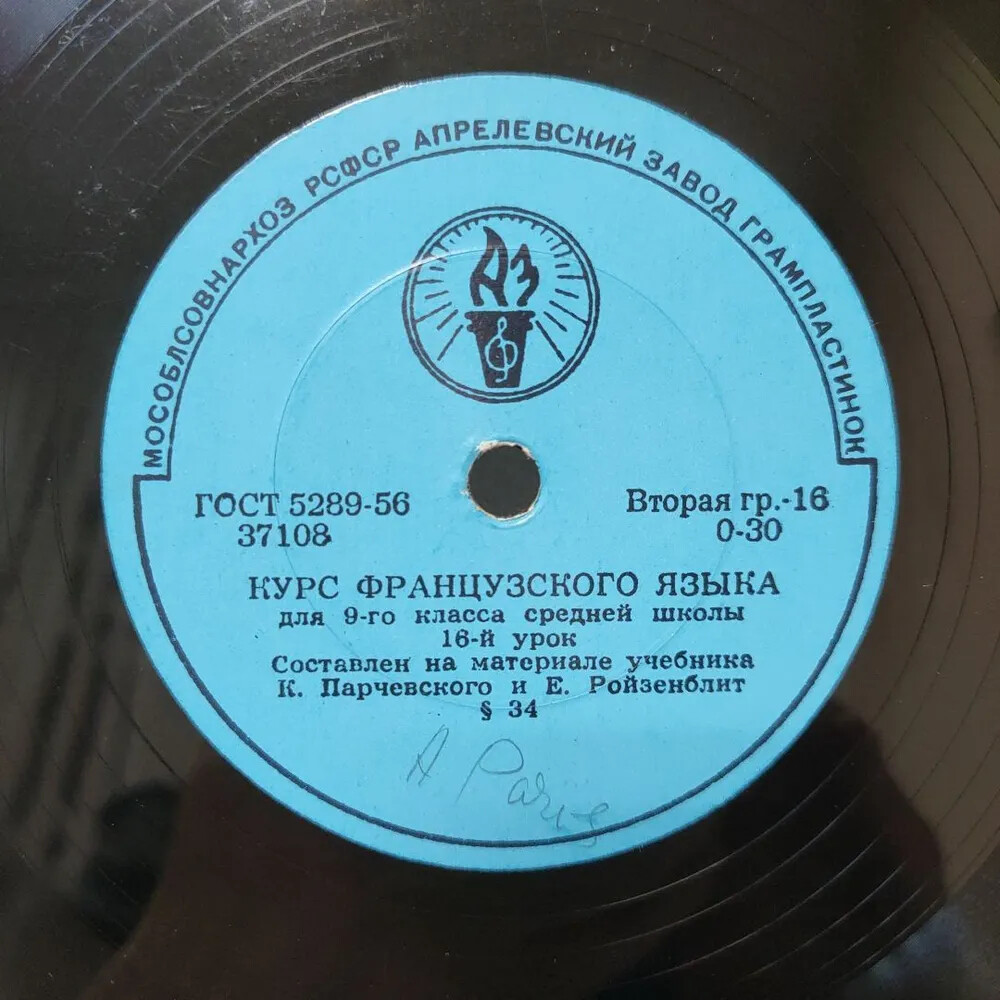 МОСОБЛСОВНАРХОЗ РСФСР АПРЕЛЕВСКИЙ ЗАВОД ГРАМПЛАСТИНОК
АЗ
ГОСТ 5289-56
37108
Вторая гр.-16
0-30
КУРС ФРАНЦУЗСКОГО ЯЗЫКА
для 9-го класса средней школы
16-й урок
Составлен на материале учебника
К. Парчевского и Е. Ройзенблит
§ 34
A Paris